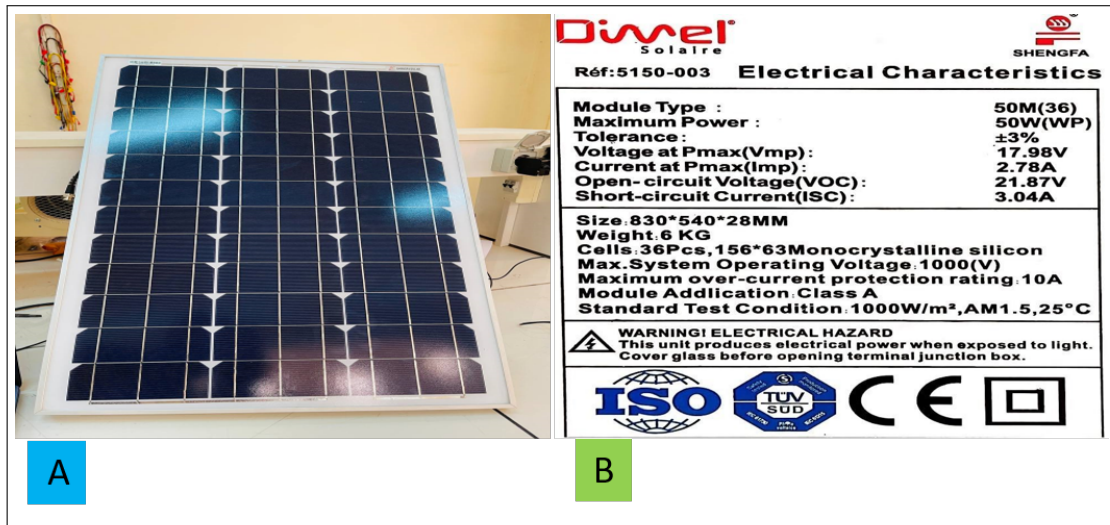 Dimel
Solaire
SHENGFA
Réf:5150-003 Electrical Characteristics
Module Type : 50M(36)
Maximum Power : 50W(WP)
Tolerance : ±3%
Voltage at Pmax(Vmp) : 17.98V
Current at Pmax(Imp) : 2.78A
Open-circuit Voltage(VOC) : 21.87V
Short-circuit Current(ISC) : 3.04A
Size:830*540*28MM
Weight:6 KG
Cells:36Pcs,156*63Monocrystalline silicon
Max.System Operating Voltage:1000(V)
Maximum over-current protection rating:10A
Module Addlication:Class A
Standard Test Condition:1000W/m²,AM1.5,25°C
WARNING! ELECTRICAL HAZARD
This unit produces electrical power when exposed to light.
Cover glass before opening terminal junction box.
ISO
TÜV
SUD
CE
A
B